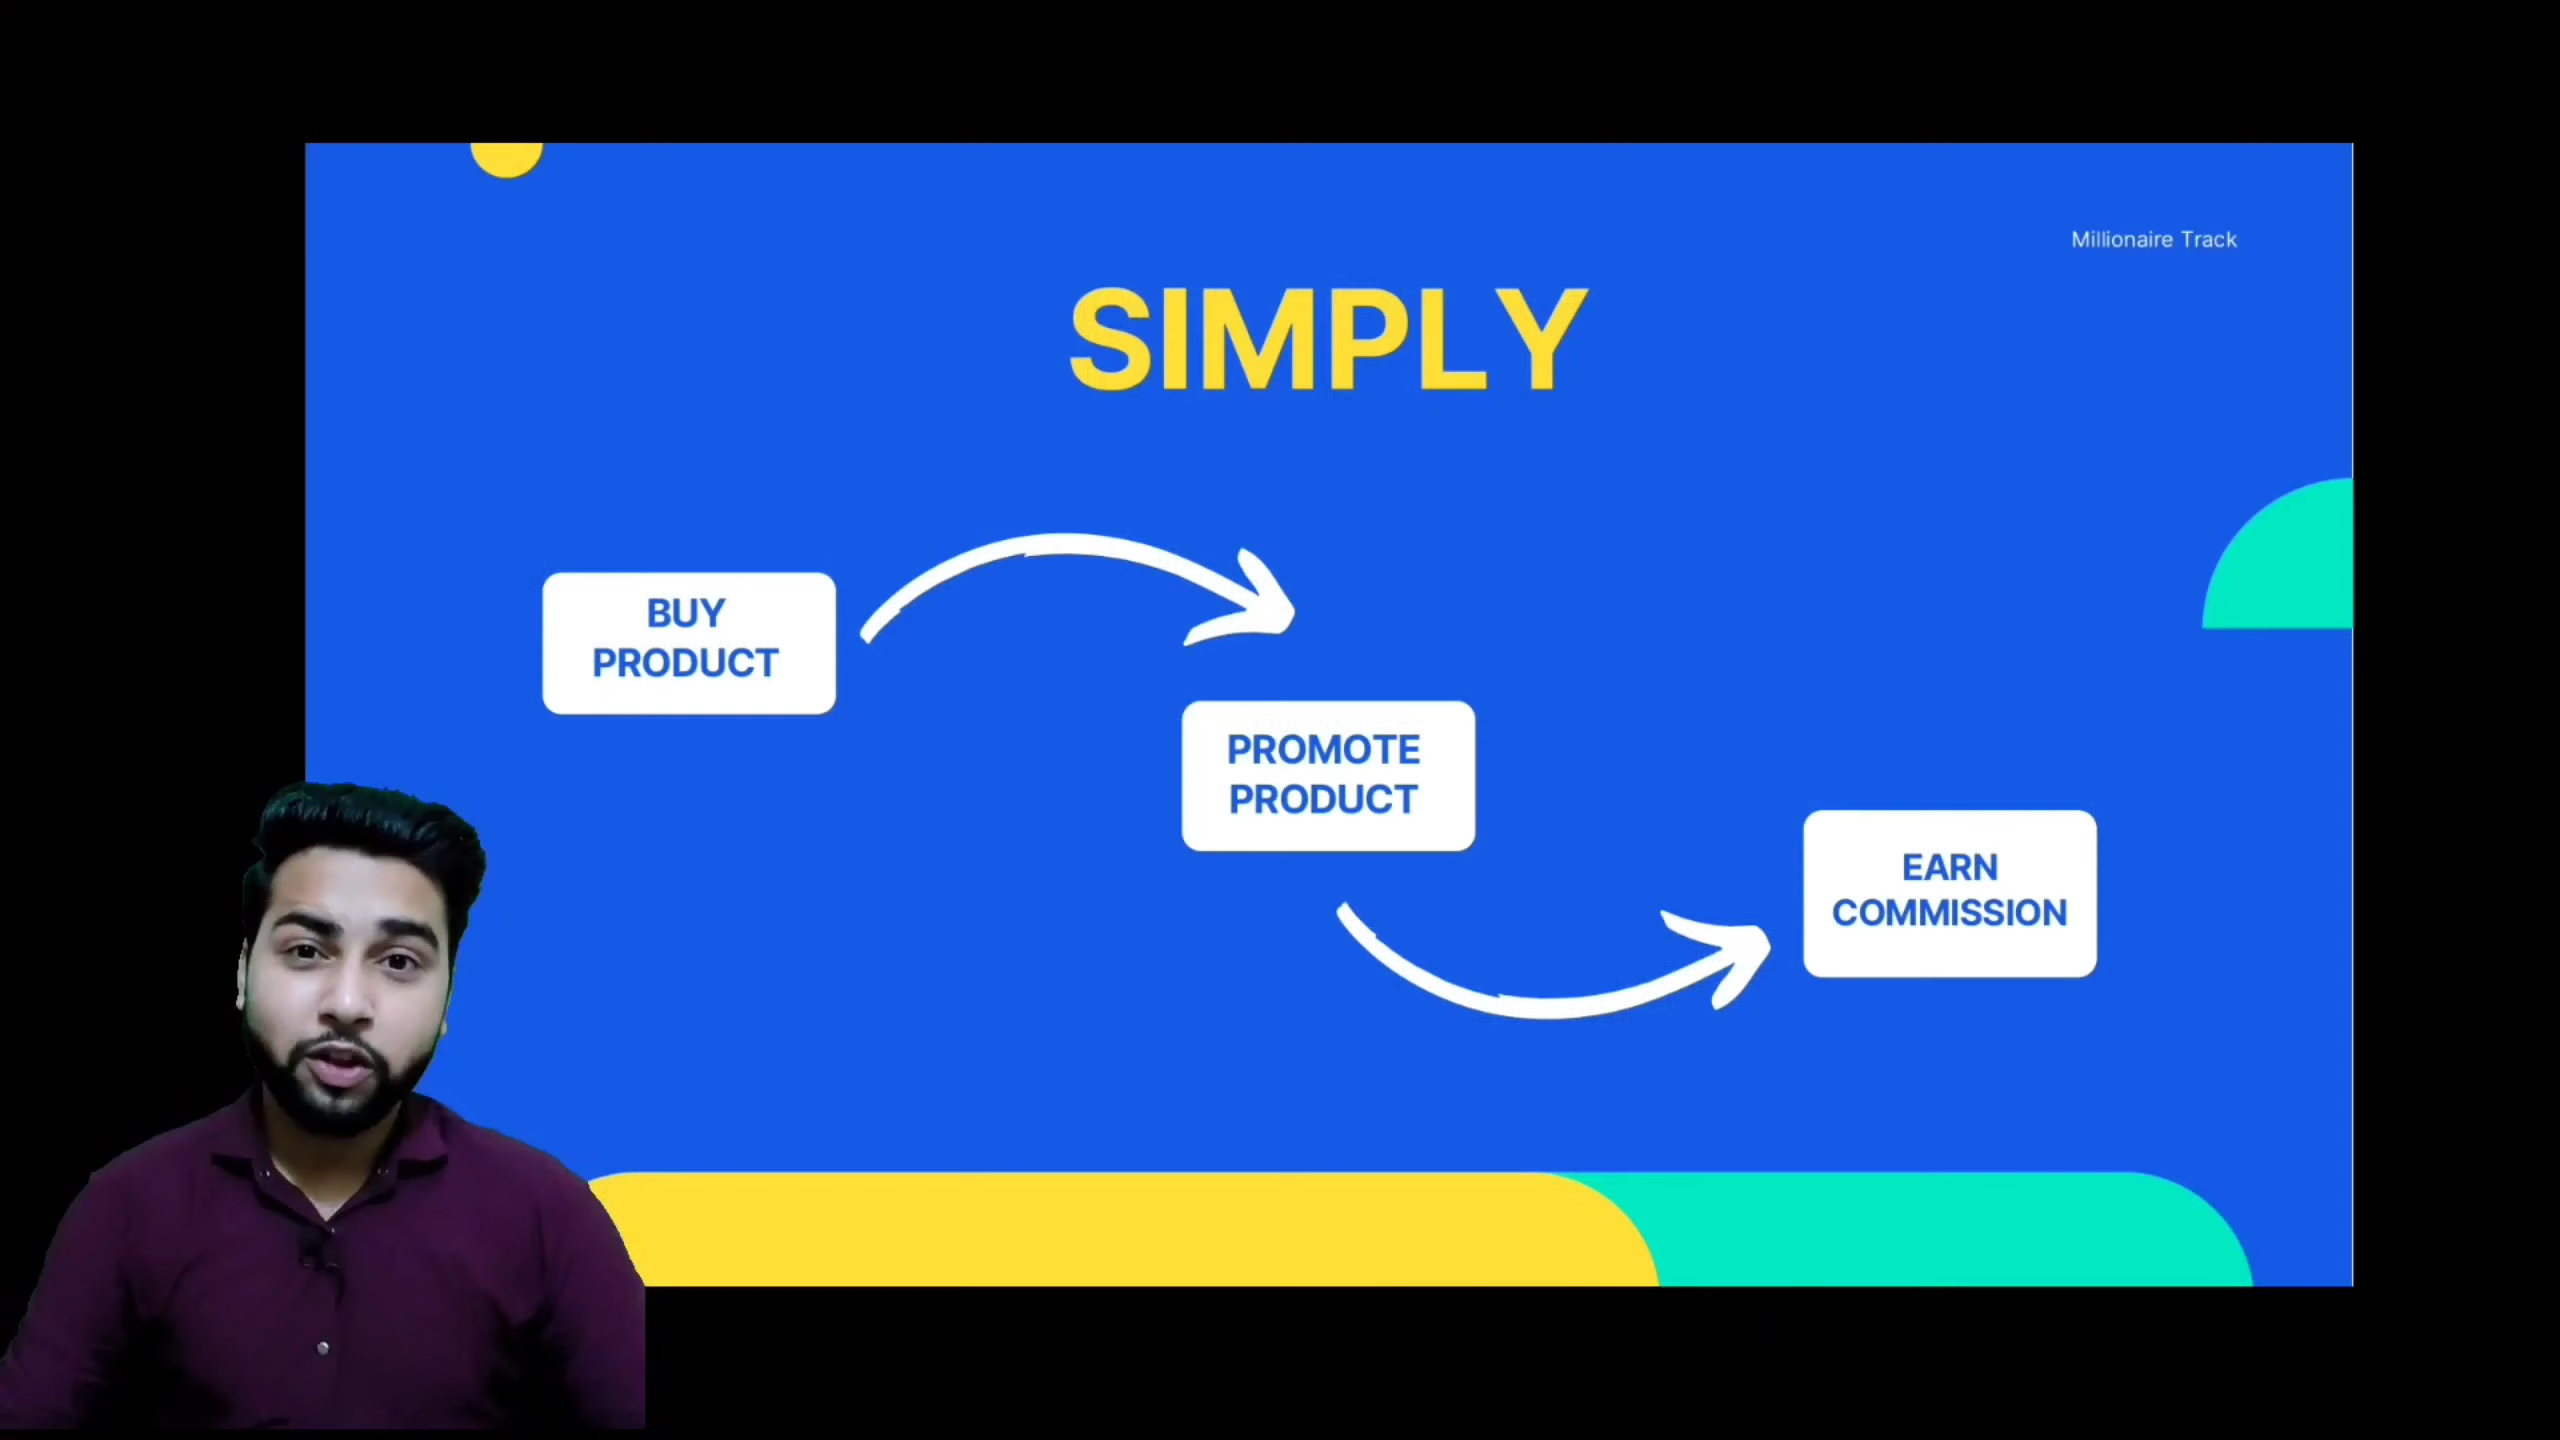 Millionaire Track
SIMPLY
BUY
PRODUCT
PROMOTE
PRODUCT
EARN
COMMISSION